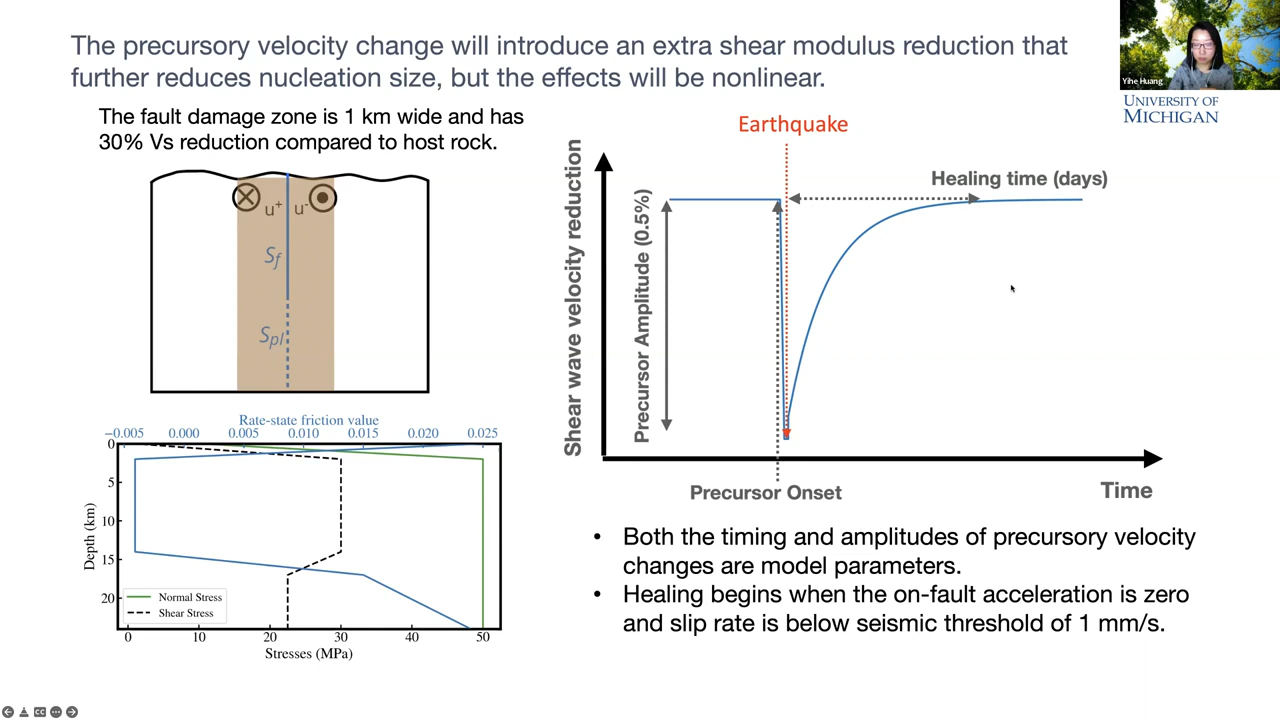 The precursory velocity change will introduce an extra shear modulus reduction that
further reduces nucleation size, but the effects will be nonlinear.
Yihe Huang
UNIVERSITY OF
MICHIGAN
The fault damage zone is 1 km wide and has
30% Vs reduction compared to host rock.
u+ u-
Sf
Spl
Rate-state friction value
−0.005 0.000 0.005 0.010 0.015 0.020 0.025
0
5
10
15
20
Depth (km)
Normal Stress
Shear Stress
0 10 20 30 40 50
Stresses (MPa)
Earthquake
Healing time (days)
Shear wave velocity reduction
Precursor Amplitude (0.5%)
Precursor Onset
Time
• Both the timing and amplitudes of precursory velocity
changes are model parameters.
• Healing begins when the on-fault acceleration is zero
and slip rate is below seismic threshold of 1 mm/s.
CC